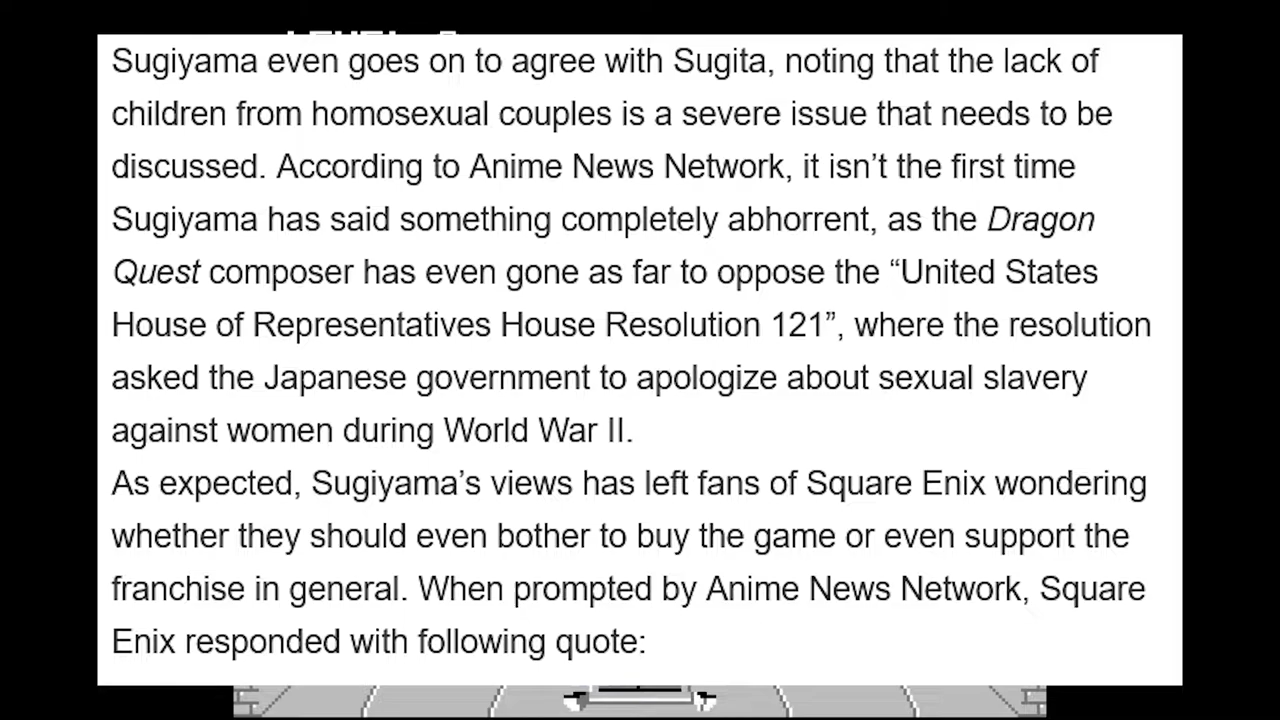 Sugiyama even goes on to agree with Sugita, noting that the lack of
children from homosexual couples is a severe issue that needs to be
discussed. According to Anime News Network, it isn’t the first time
Sugiyama has said something completely abhorrent, as the Dragon
Quest composer has even gone as far to oppose the “United States
House of Representatives House Resolution 121”, where the resolution
asked the Japanese government to apologize about sexual slavery
against women during World War II.
As expected, Sugiyama’s views has left fans of Square Enix wondering
whether they should even bother to buy the game or even support the
franchise in general. When prompted by Anime News Network, Square
Enix responded with following quote: